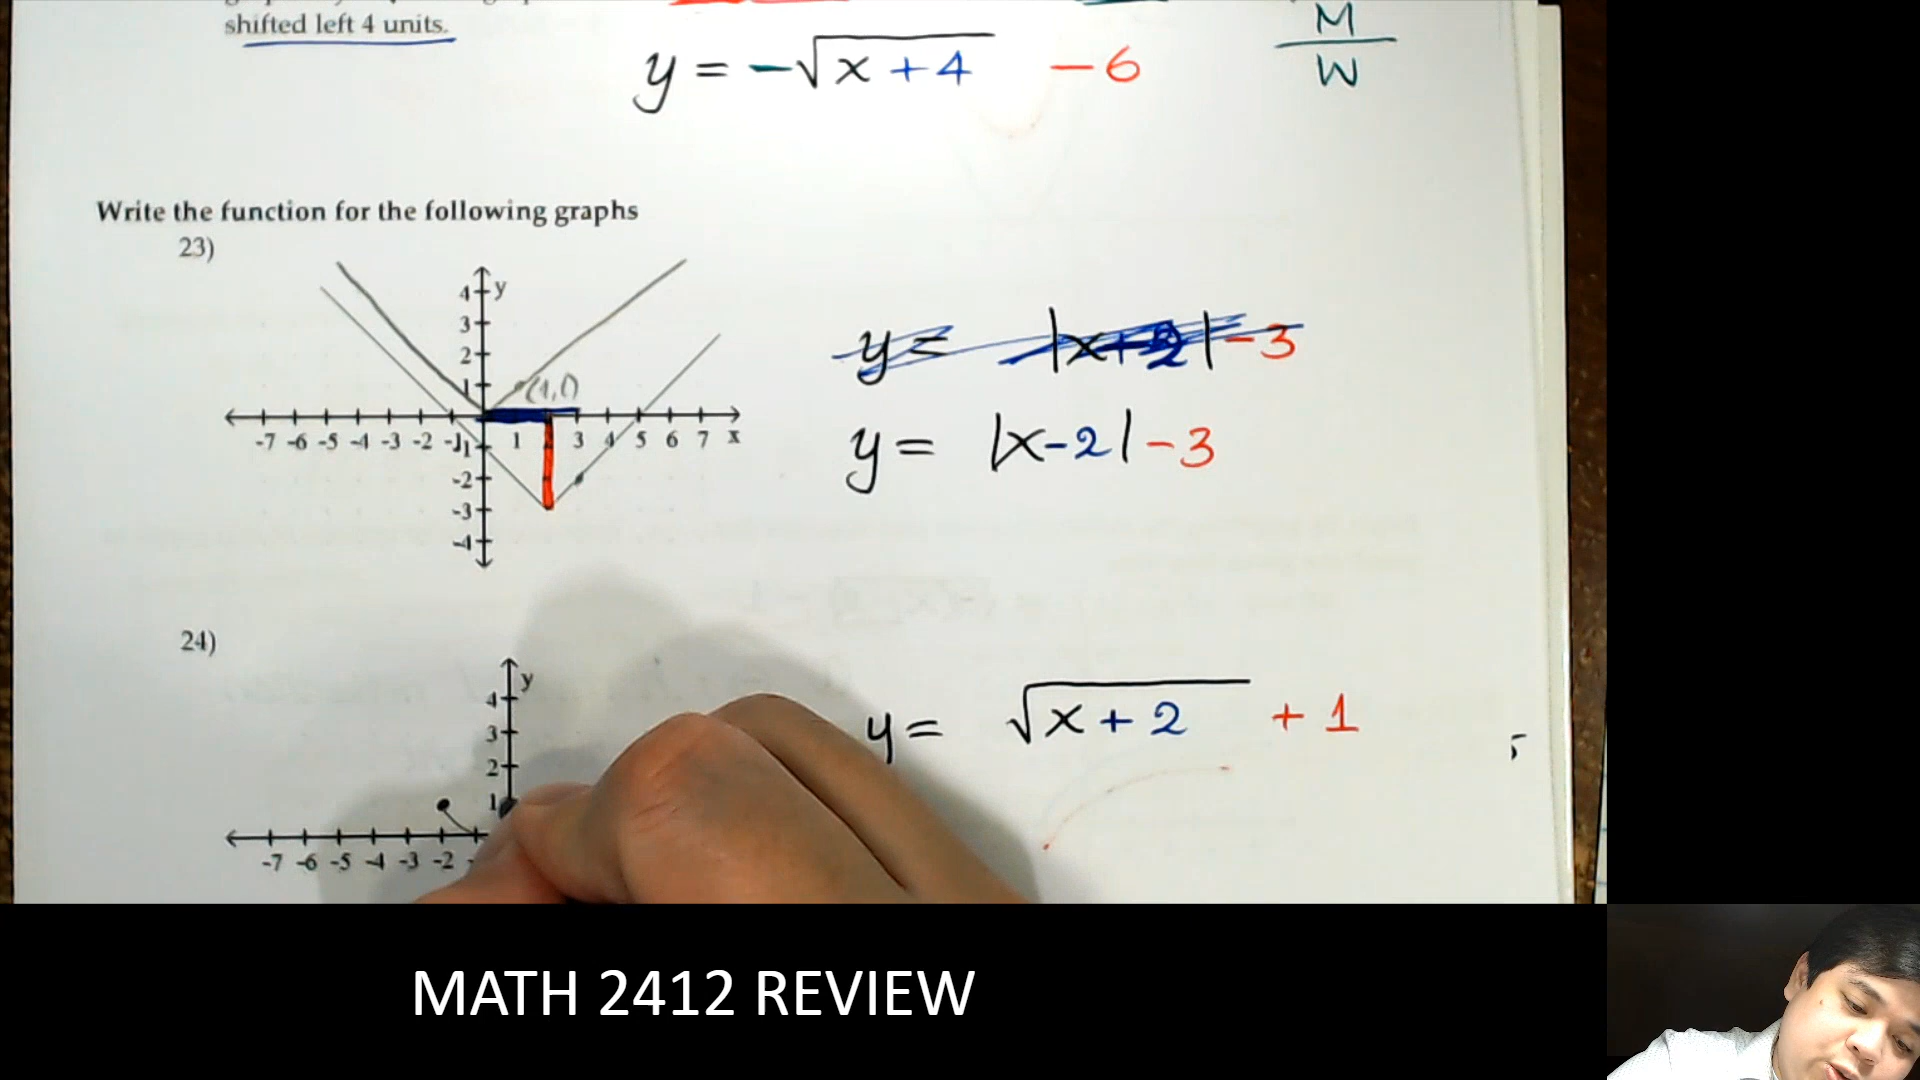 shifted left 4 units.
y = -√x + 4 - 6
M
W
Write the function for the following graphs
23)
y = |x+2| - 3
y = |x - 2| - 3
4 y
3
2
1 (1,1)
-7 -6 -5 -4 -3 -2 -1 1 3 4 5 6 7 x
-1
-2
-3
-4
24)
y = √x + 2 + 1
4 y
3
2
1
-7 -6 -5 -4 -3 -2
MATH 2412 REVIEW